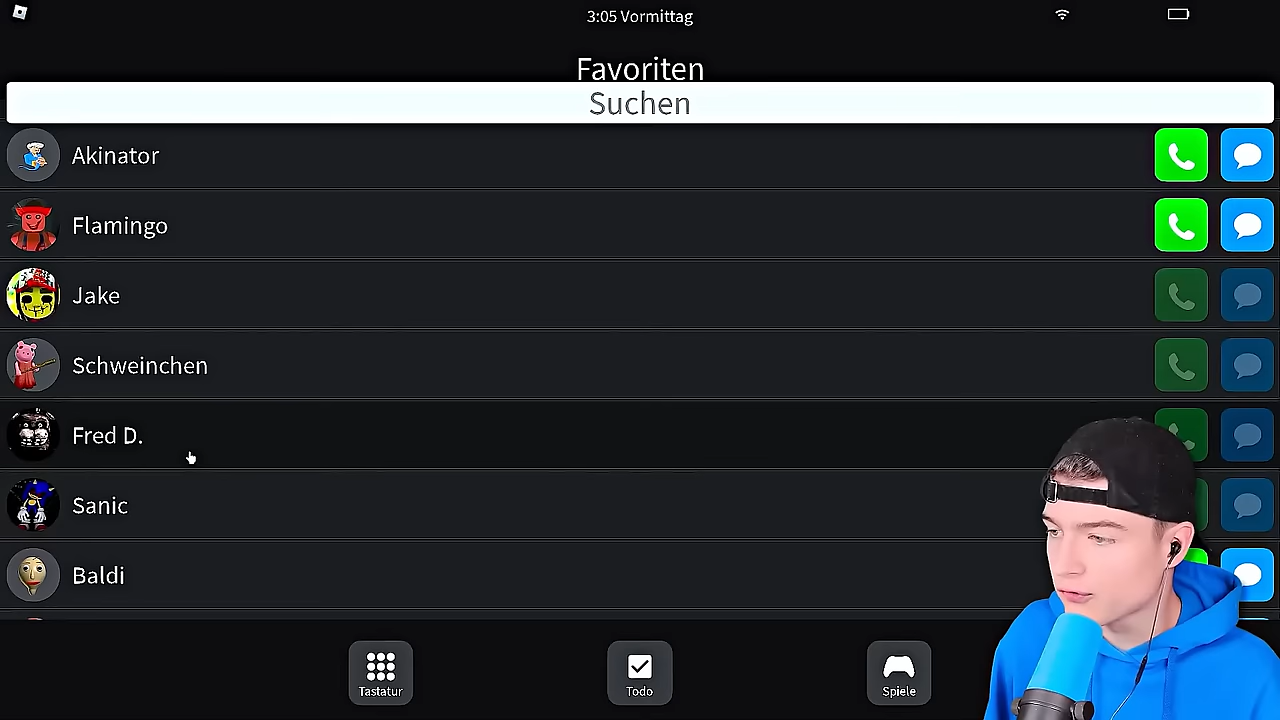 3:05 Vormittag
Favoriten
Suchen
Akinator
Flamingo
Jake
Schweinchen
Fred D.
Sanic
Baldi
Tastatur
Todo
Spiele